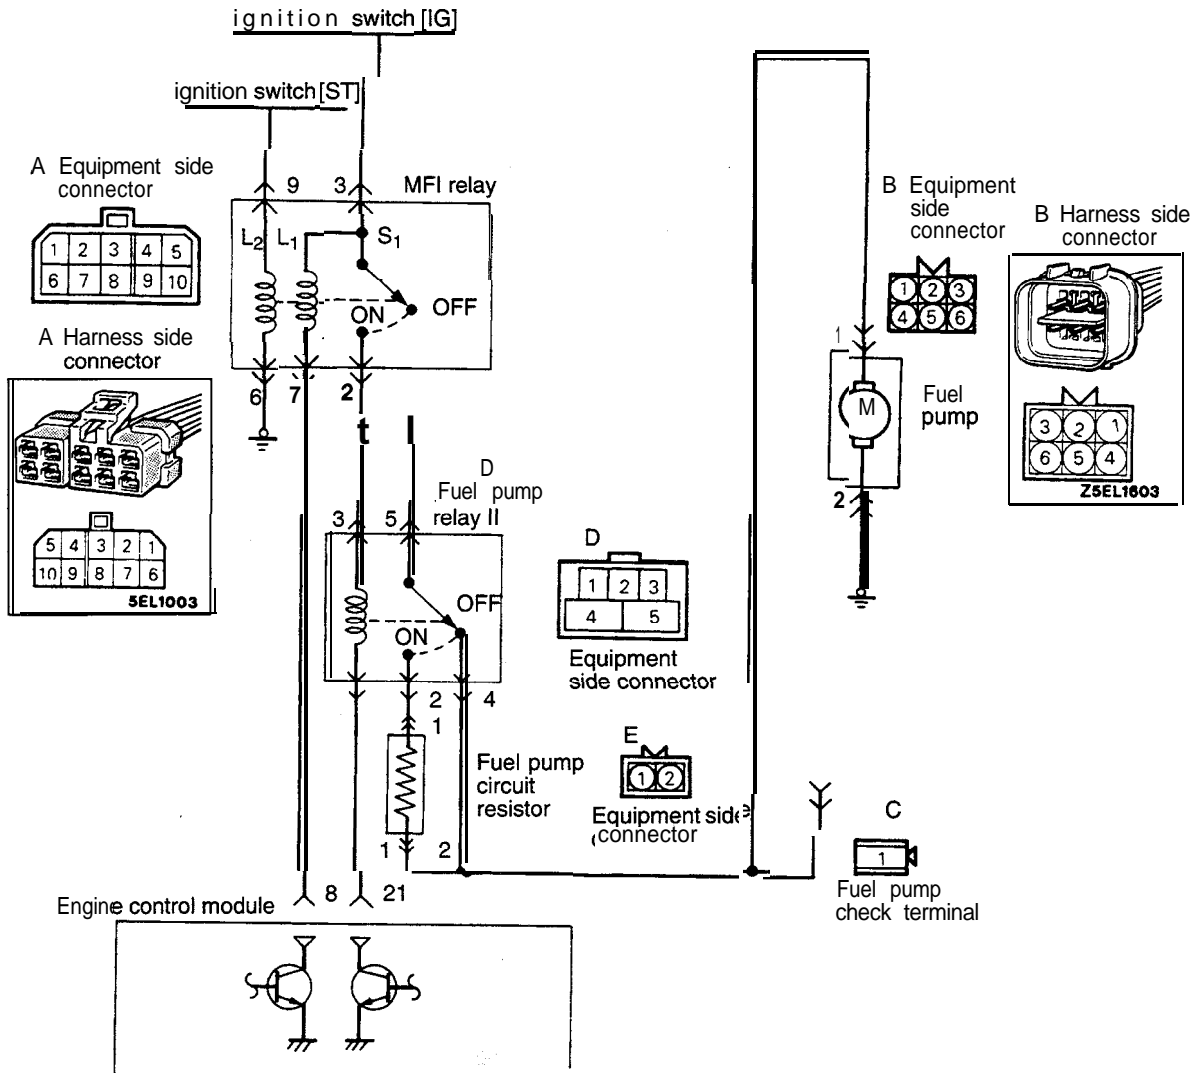 ignition switch [IG]
ignition switch [ST]
A Equipment side
connector
1 2 3 4 5
6 7 8 9 10
A Harness side
connector
5 4 3 2 1
10 9 8 7 6
5EL1003
9 3 MFI relay
L2 L1 S1
OFF
ON
6 7 2
t l
D
Fuel pump
relay II
3 5
OFF
ON
2 4
1
Fuel pump
circuit
resistor
1 2
8 21
Engine control module
D
1 2 3
4 5
Equipment
side connector
E
1 2
Equipment side
connector
B Equipment
side
connector
1 2 3
4 5 6
B Harness side
connector
3 2 1
6 5 4
Z5EL1603
1
M
Fuel
pump
2
C
1
Fuel pump
check terminal